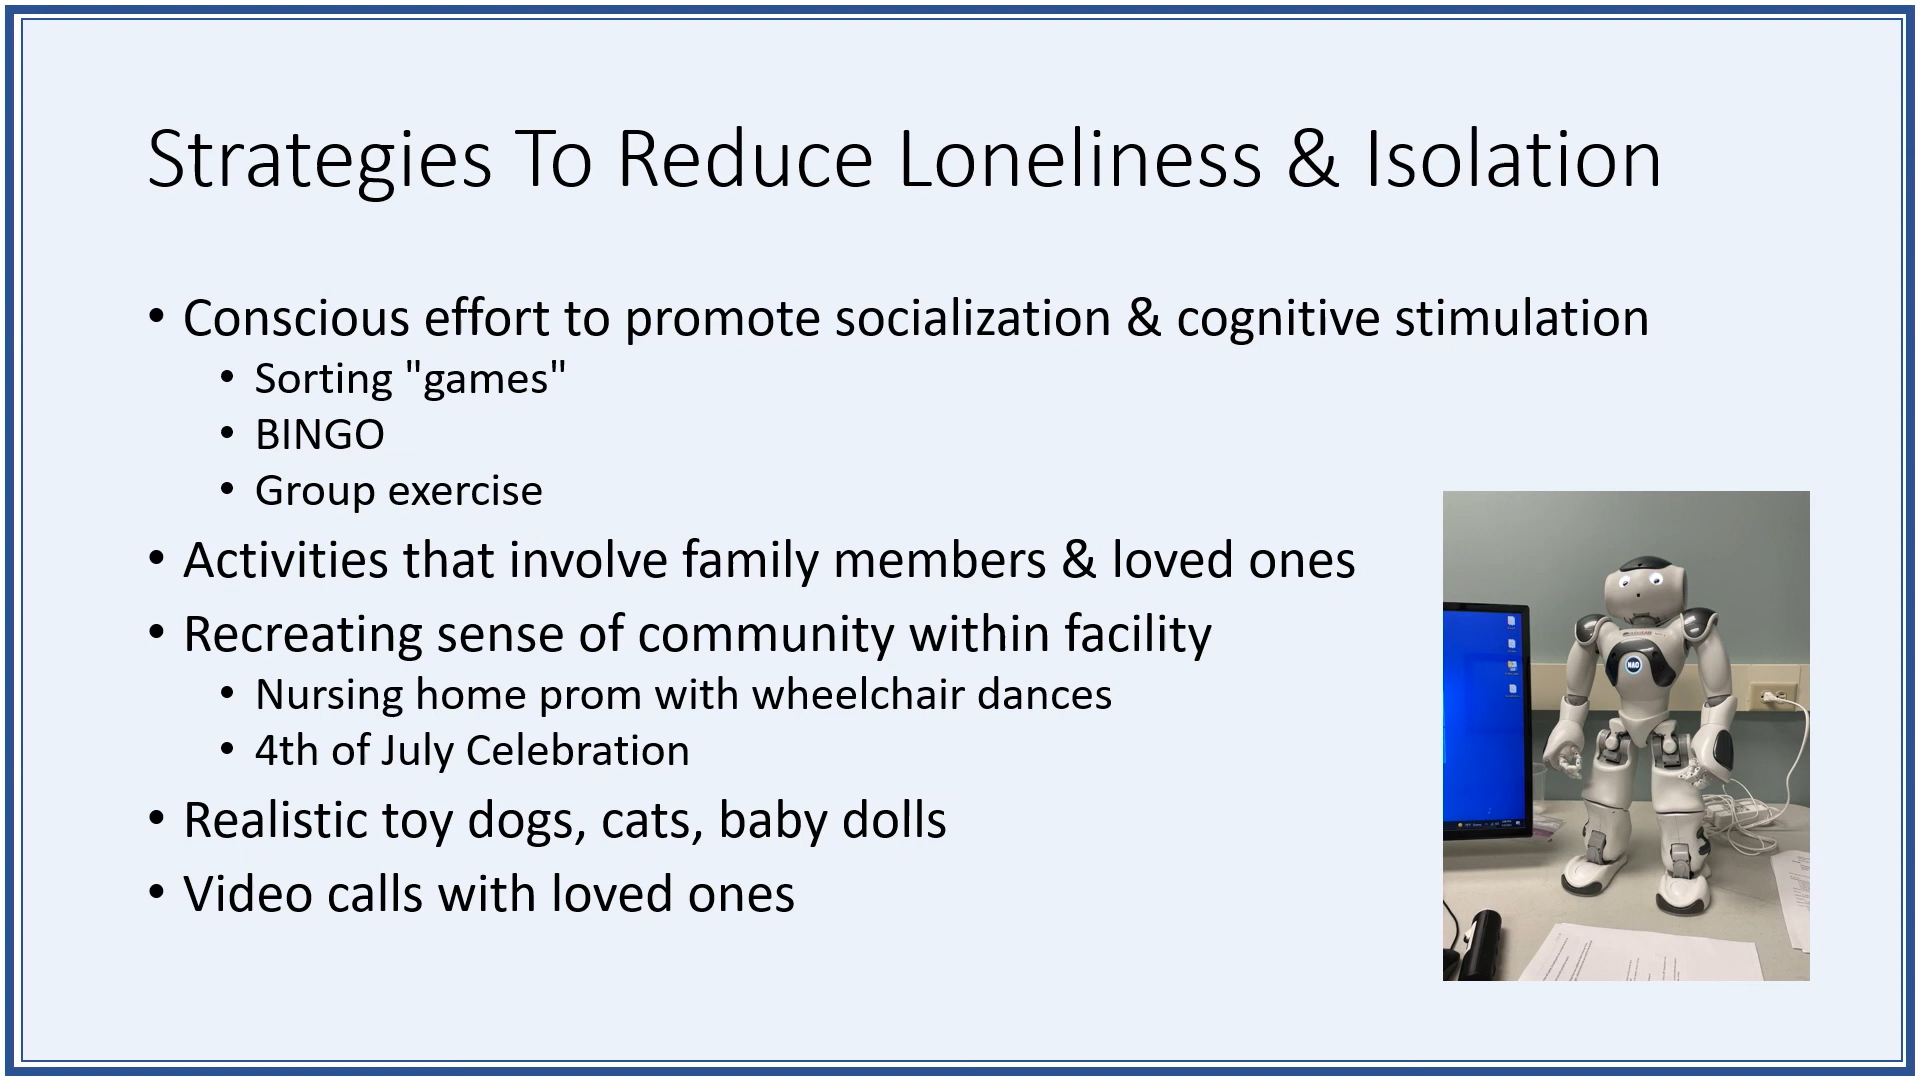 Strategies To Reduce Loneliness & Isolation
• Conscious effort to promote socialization & cognitive stimulation
• Sorting "games"
• BINGO
• Group exercise
• Activities that involve family members & loved ones
• Recreating sense of community within facility
• Nursing home prom with wheelchair dances
• 4th of July Celebration
• Realistic toy dogs, cats, baby dolls
• Video calls with loved ones
NAO